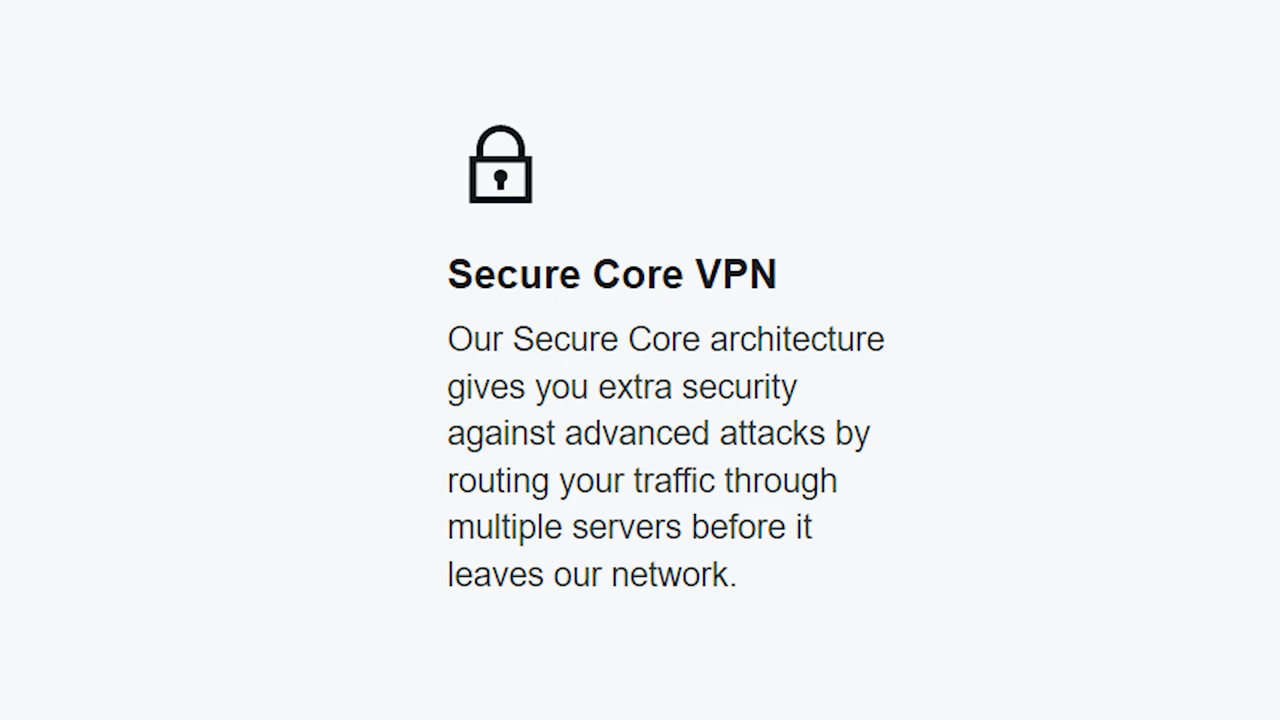 Secure Core VPN
Our Secure Core architecture
gives you extra security
against advanced attacks by
routing your traffic through
multiple servers before it
leaves our network.